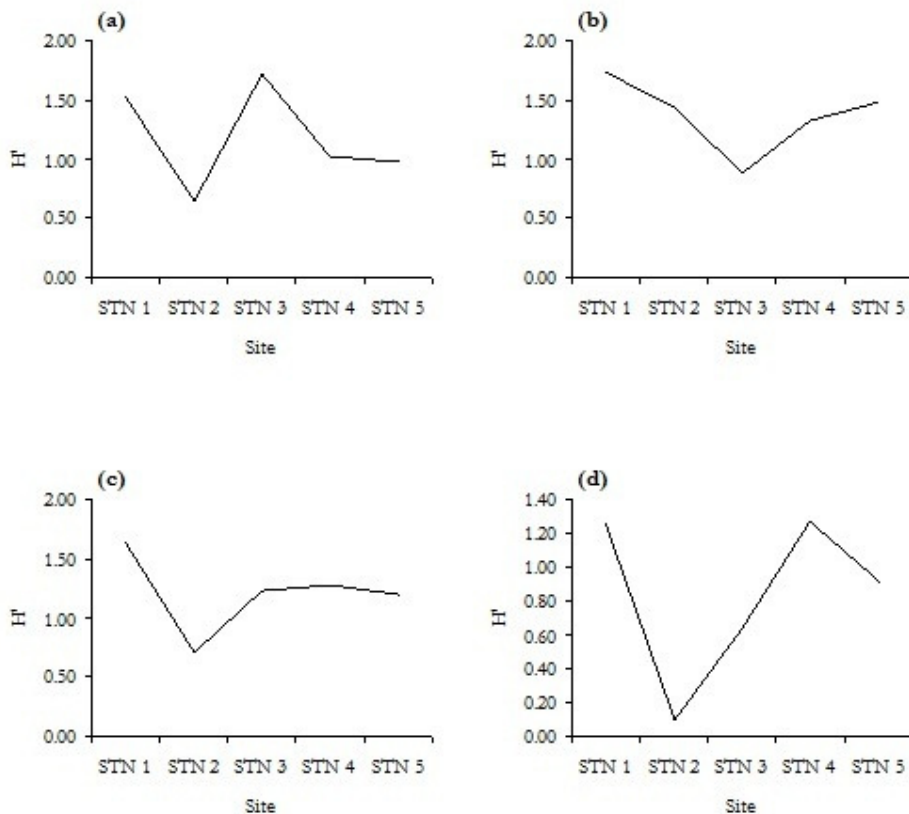 (a)
2.00
1.50
1.00
0.50
0.00
H'
STN 1 STN 2 STN 3 STN 4 STN 5
Site
(b)
2.00
1.50
1.00
0.50
0.00
H'
STN 1 STN 2 STN 3 STN 4 STN 5
Site
(c)
2.00
1.50
1.00
0.50
0.00
H'
STN 1 STN 2 STN 3 STN 4 STN 5
Site
(d)
1.40
1.20
1.00
0.80
0.60
0.40
0.20
0.00
H'
STN 1 STN 2 STN 3 STN 4 STN 5
Site